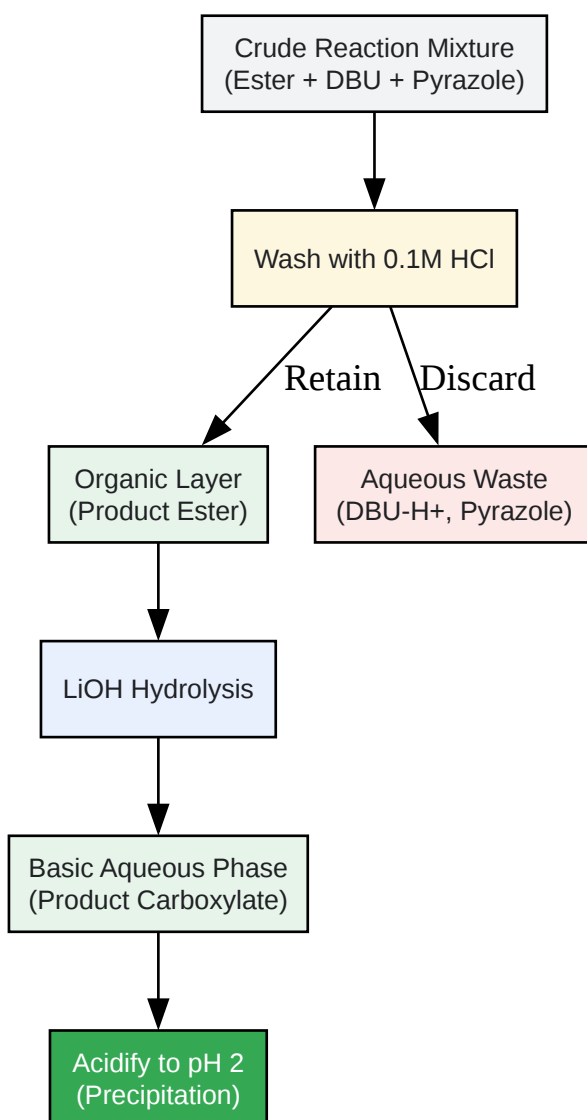 Crude Reaction Mixture
(Ester + DBU + Pyrazole)
Wash with 0.1M HCl
Retain
Discard
Organic Layer
(Product Ester)
Aqueous Waste
(DBU-H+, Pyrazole)
LiOH Hydrolysis
Basic Aqueous Phase
(Product Carboxylate)
Acidify to pH 2
(Precipitation)